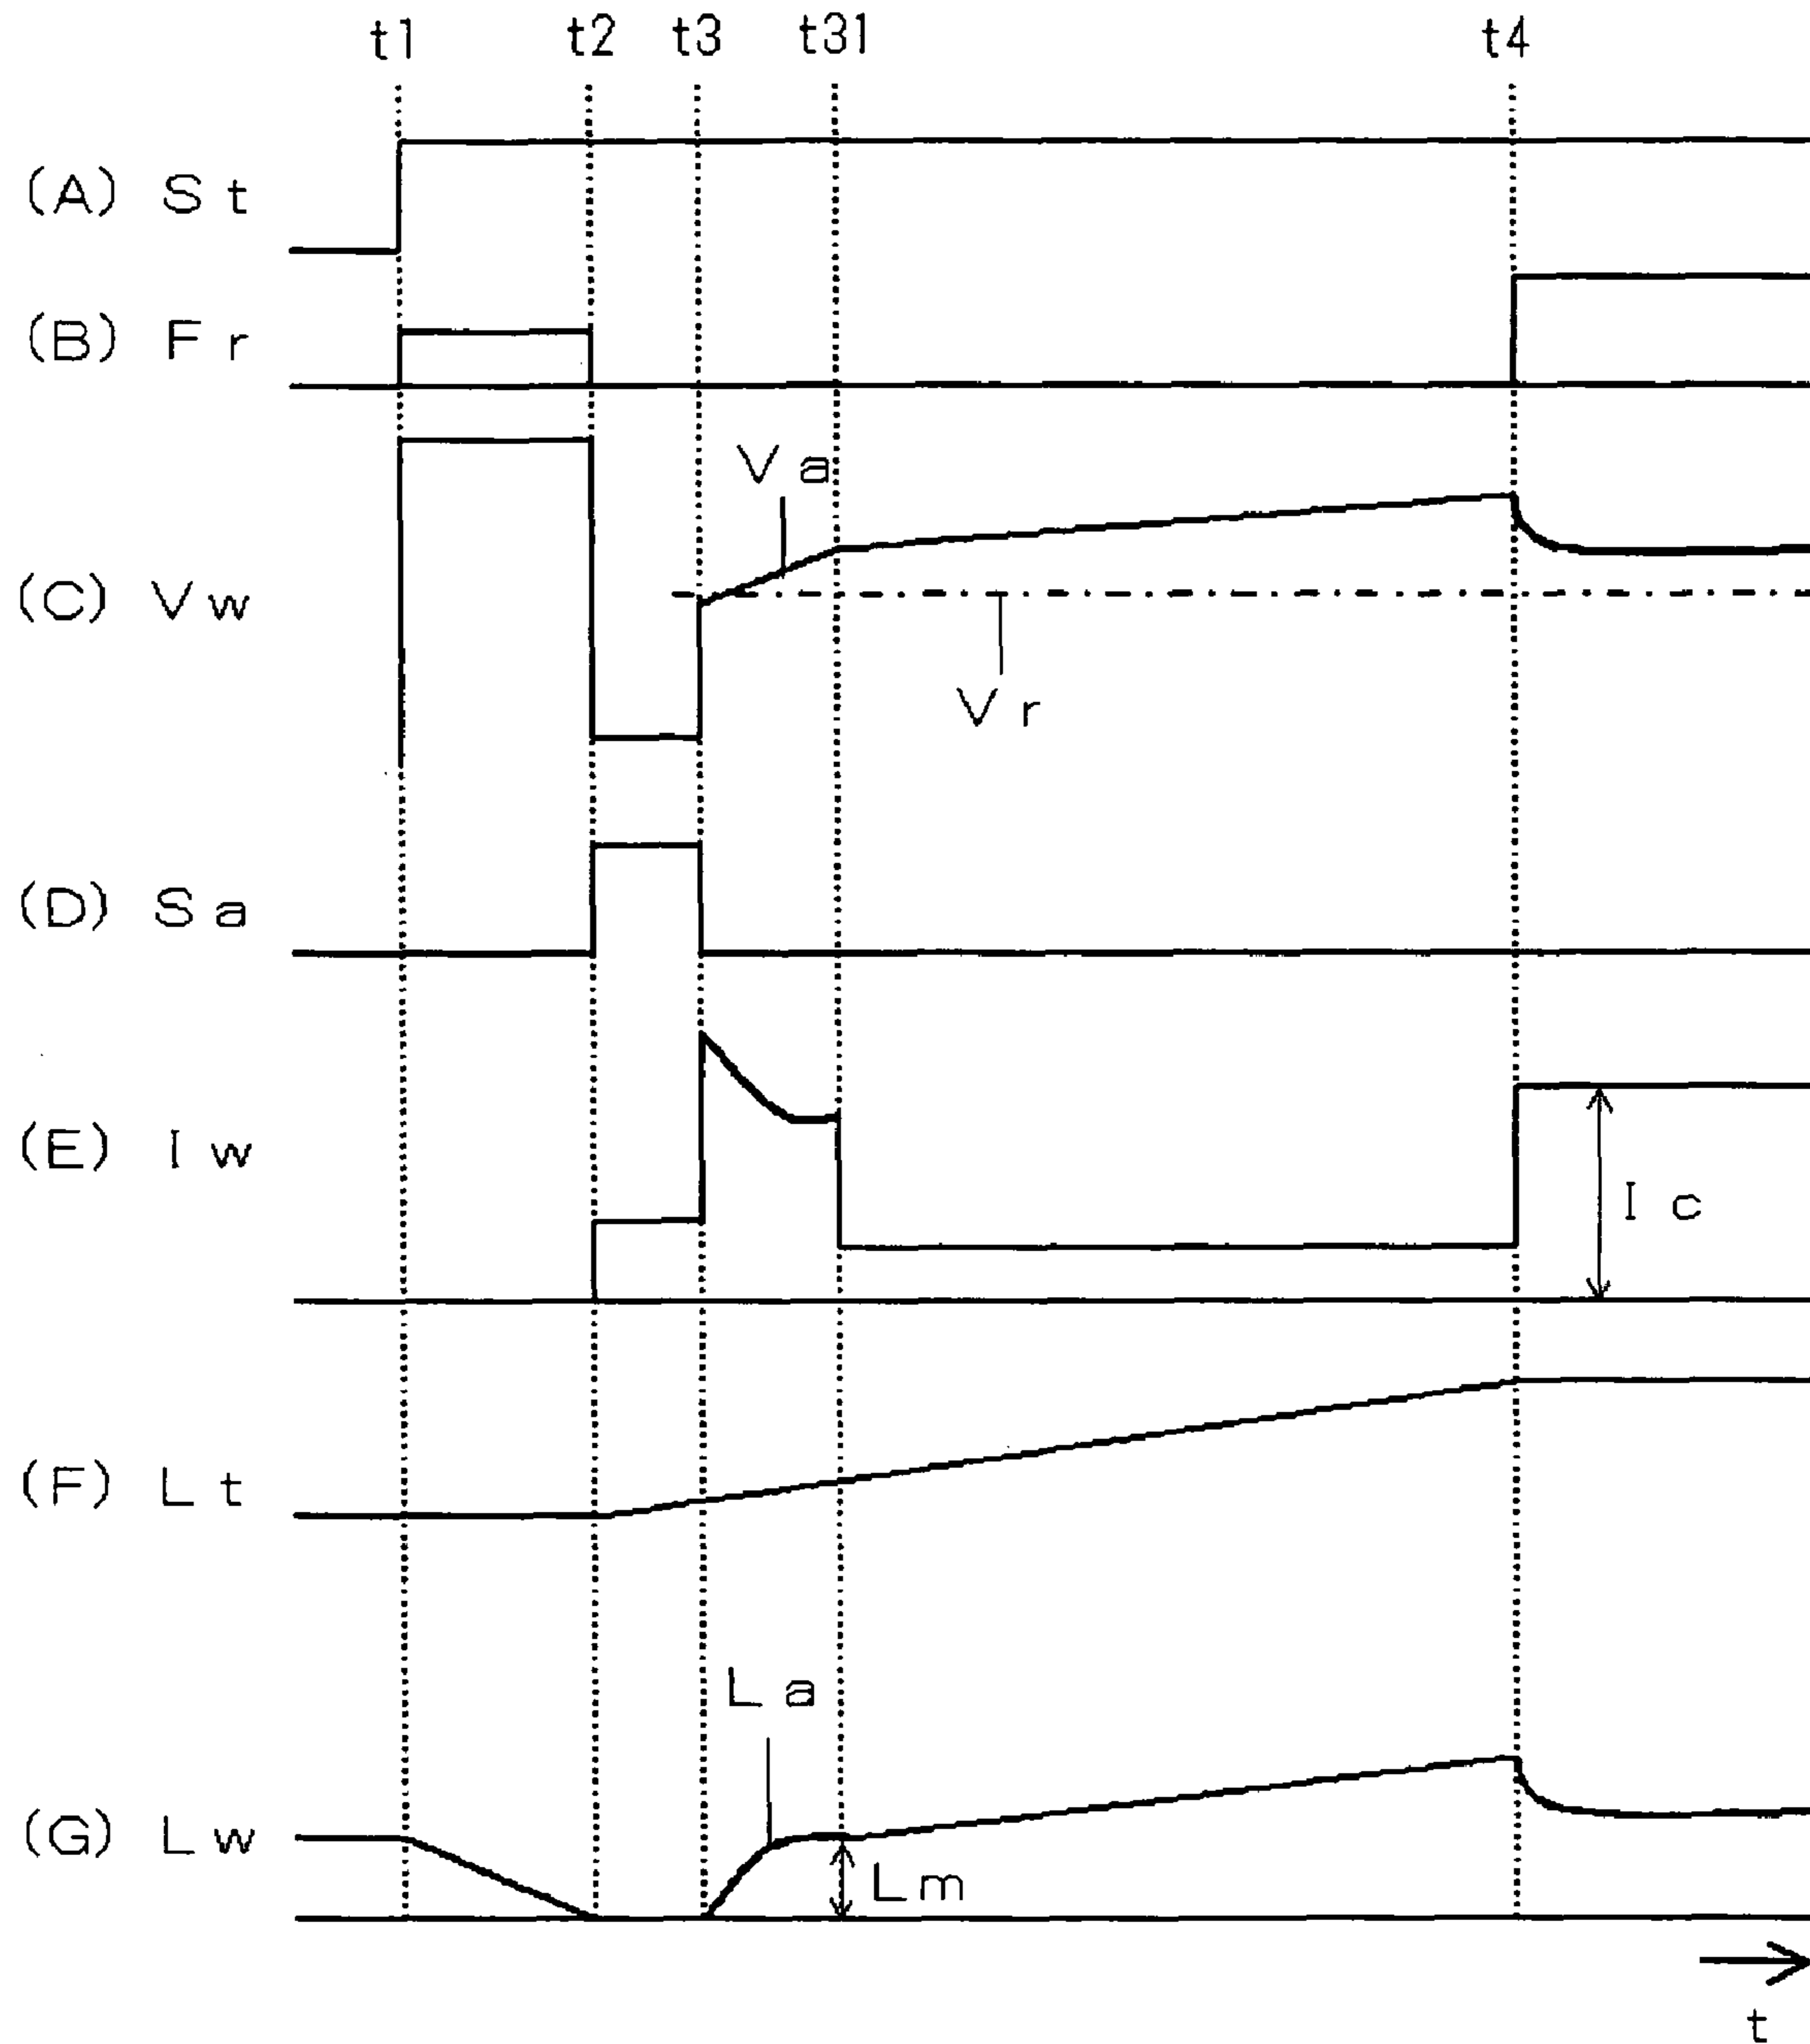 t1 t2 t3 t31 t4
(A) St
(B) Fr
Va
(C) Vw
Vr
(D) Sa
(E) Iw
Ic
(F) Lt
La
(G) Lw
Lm
t